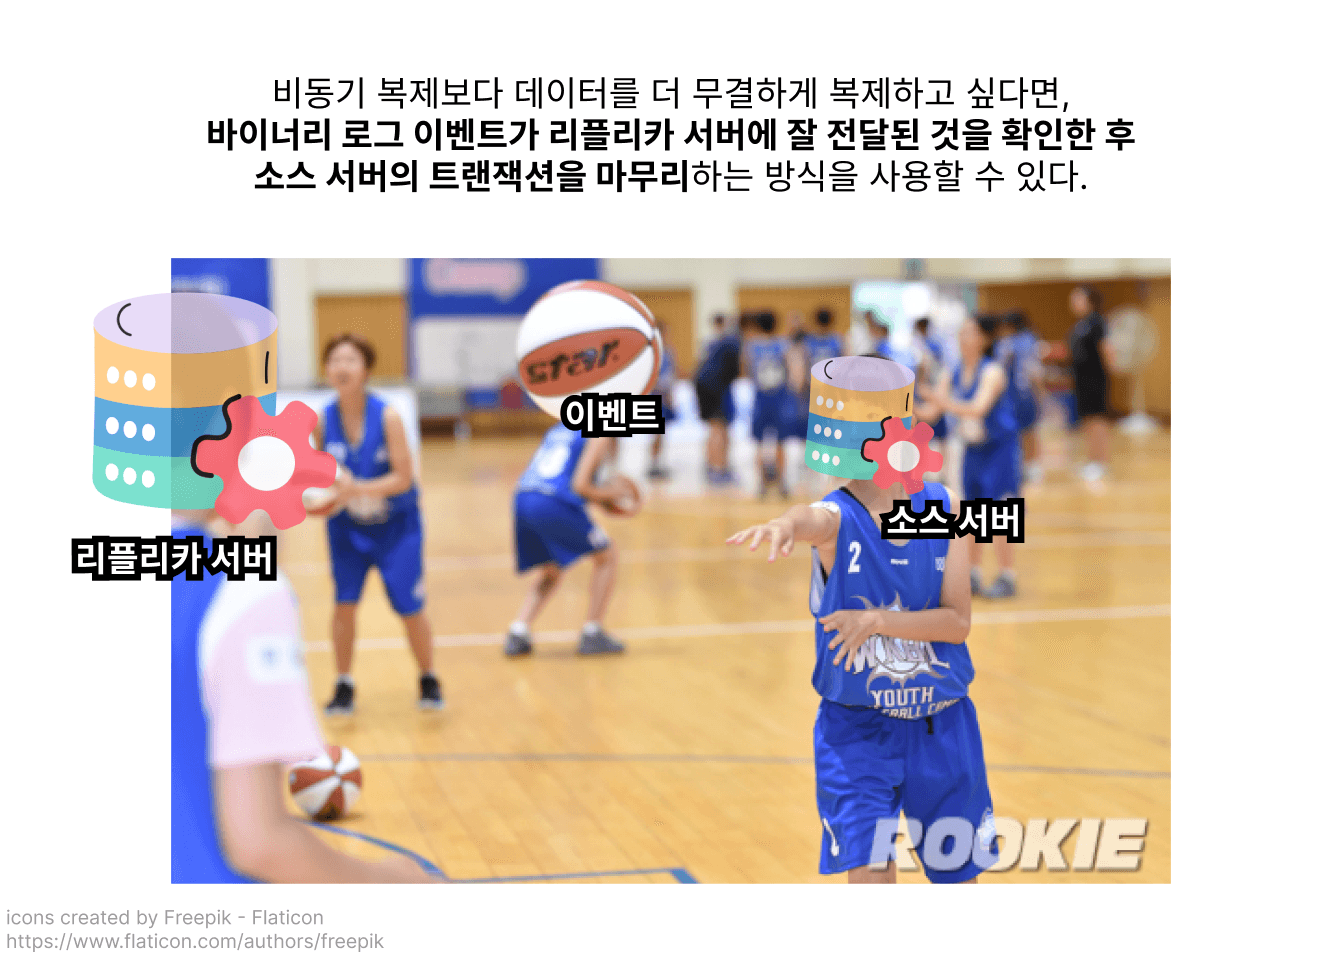 비동기 복제보다 데이터를 더 무결하게 복제하고 싶다면,
바이너리 로그 이벤트가 리플리카 서버에 잘 전달된 것을 확인한 후
소스 서버의 트랜잭션을 마무리하는 방식을 사용할 수 있다.
star
이벤트
소스 서버
리플리카 서버
2
YOUTH
ROOKIE
icons created by Freepik - Flaticon
https://www.flaticon.com/authors/freepik